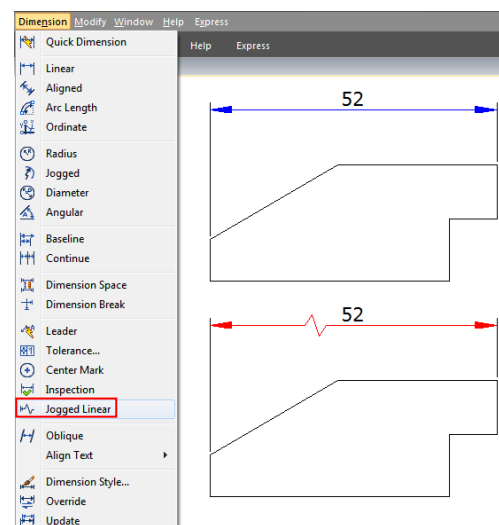 Dimension Modify Window Help Express
Quick Dimension
Help Express
Linear
Aligned
Arc Length
Ordinate
Radius
Jogged
Diameter
Angular
Baseline
Continue
Dimension Space
Dimension Break
Leader
Tolerance...
Center Mark
Inspection
Jogged Linear
Oblique
Align Text
Dimension Style...
Override
Update
52
52